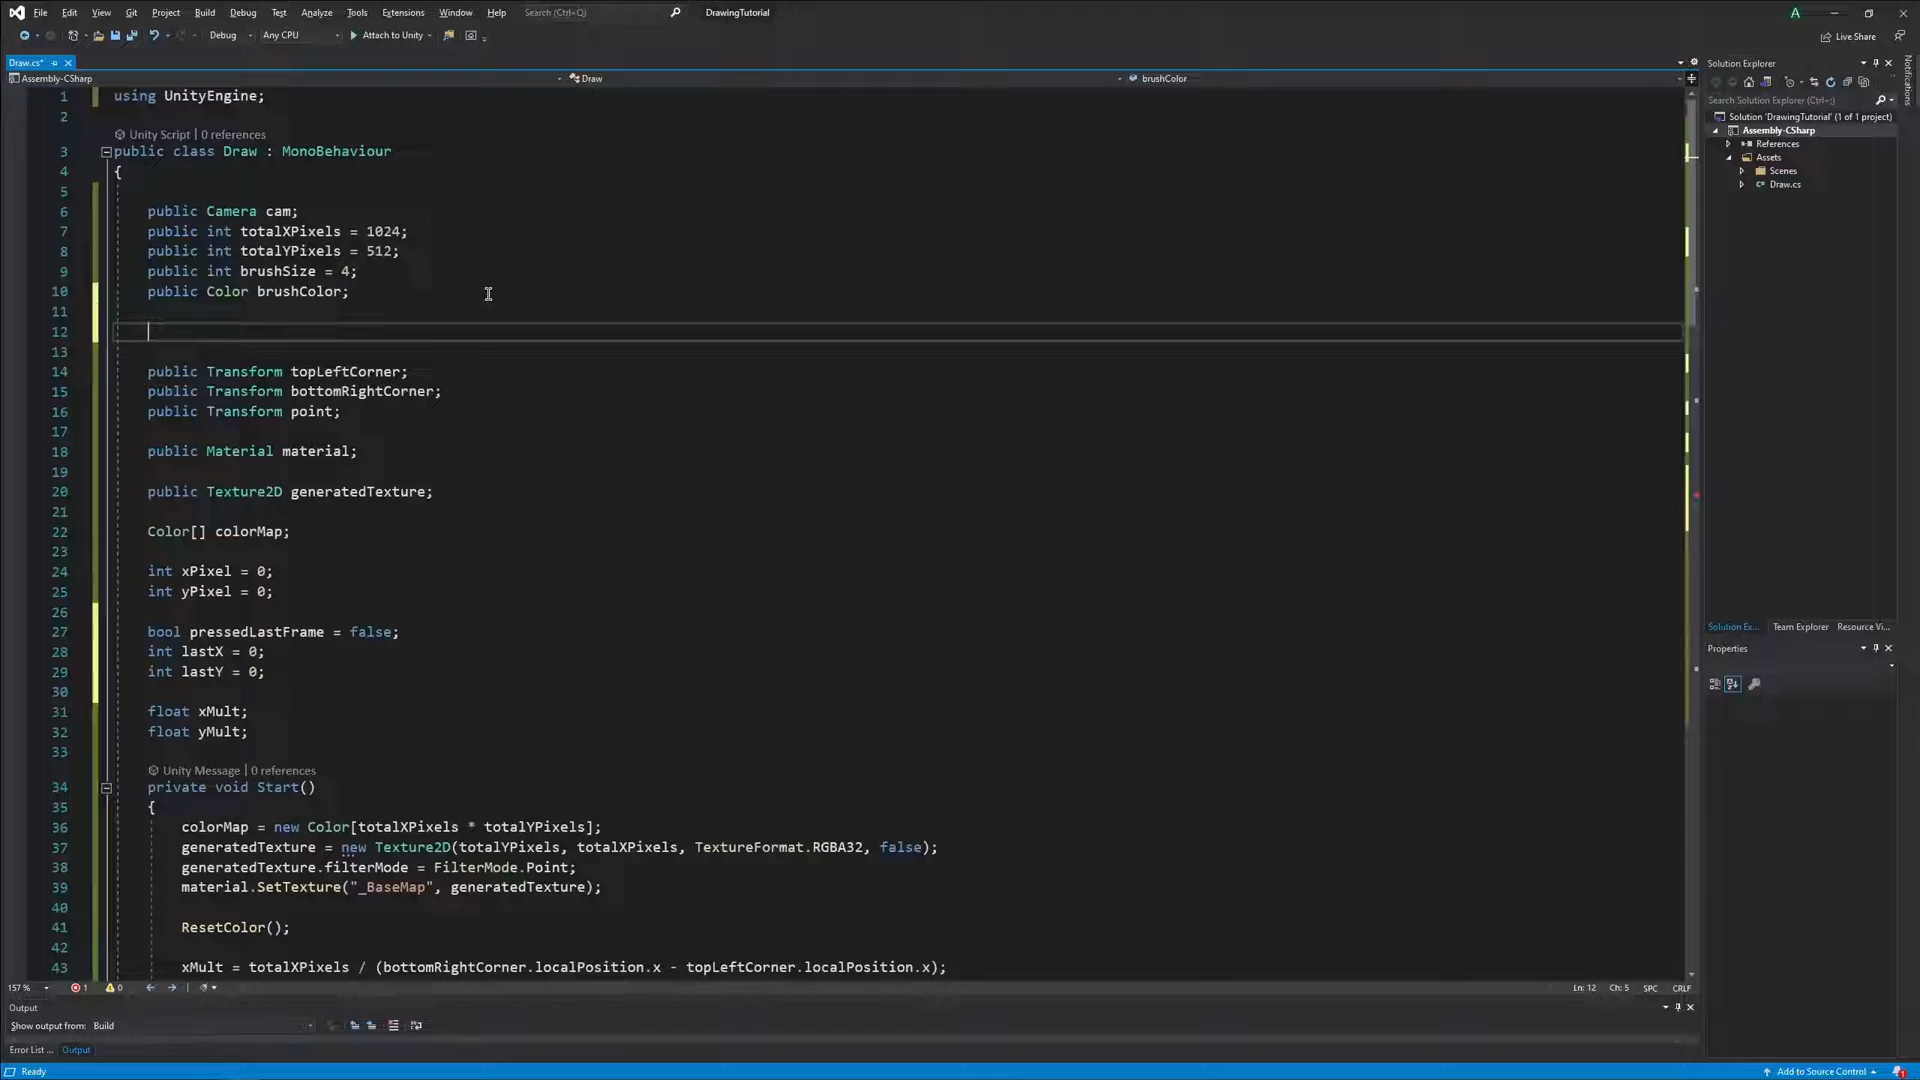 File Edit View Git Project Build Debug Test Analyze Tools Extensions Window Help Search (Ctrl+Q) DrawingTutorial A
Debug Any CPU Attach to Unity Live Share
Draw.cs*
Assembly-CSharp Draw brushColor
1 using UnityEngine;
2
Unity Script | 0 references
3 public class Draw : MonoBehaviour
4 {
5
6 public Camera cam;
7 public int totalXPixels = 1024;
8 public int totalYPixels = 512;
9 public int brushSize = 4;
10 public Color brushColor;
11
12
13
14 public Transform topLeftCorner;
15 public Transform bottomRightCorner;
16 public Transform point;
17
18 public Material material;
19
20 public Texture2D generatedTexture;
21
22 Color[] colorMap;
23
24 int xPixel = 0;
25 int yPixel = 0;
26
27 bool pressedLastFrame = false;
28 int lastX = 0;
29 int lastY = 0;
30
31 float xMult;
32 float yMult;
33
Unity Message | 0 references
34 private void Start()
35 {
36 colorMap = new Color[totalXPixels * totalYPixels];
37 generatedTexture = new Texture2D(totalYPixels, totalXPixels, TextureFormat.RGBA32, false);
38 generatedTexture.filterMode = FilterMode.Point;
39 material.SetTexture("_BaseMap", generatedTexture);
40
41 ResetColor();
42
43 xMult = totalXPixels / (bottomRightCorner.localPosition.x - topLeftCorner.localPosition.x);
157 % 1 0 Ln: 12 Ch: 5 SPC CRLF
Output
Show output from: Build
Error List ... Output
Ready Add to Source Control 1
Solution Explorer
Search Solution Explorer (Ctrl+;)
Solution 'DrawingTutorial' (1 of 1 project)
Assembly-CSharp
References
Assets
Scenes
C# Draw.cs
Solution Ex... Team Explorer Resource Vi...
Properties
Notifications